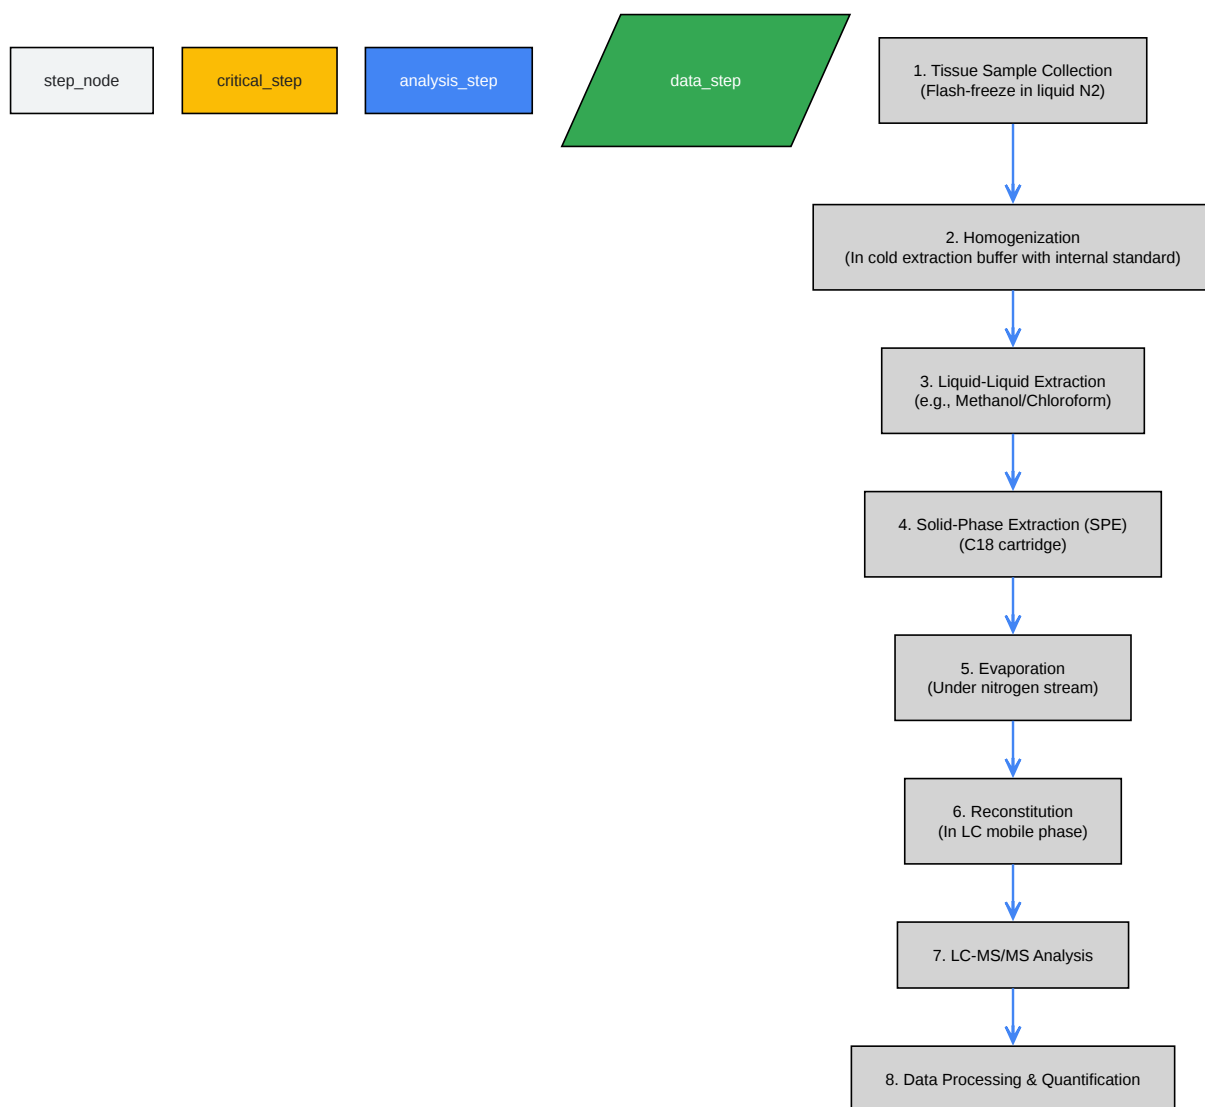 step_node
critical_step
analysis_step
data_step
1. Tissue Sample Collection
(Flash-freeze in liquid N2)
2. Homogenization
(In cold extraction buffer with internal standard)
3. Liquid-Liquid Extraction
(e.g., Methanol/Chloroform)
4. Solid-Phase Extraction (SPE)
(C18 cartridge)
5. Evaporation
(Under nitrogen stream)
6. Reconstitution
(In LC mobile phase)
7. LC-MS/MS Analysis
8. Data Processing & Quantification